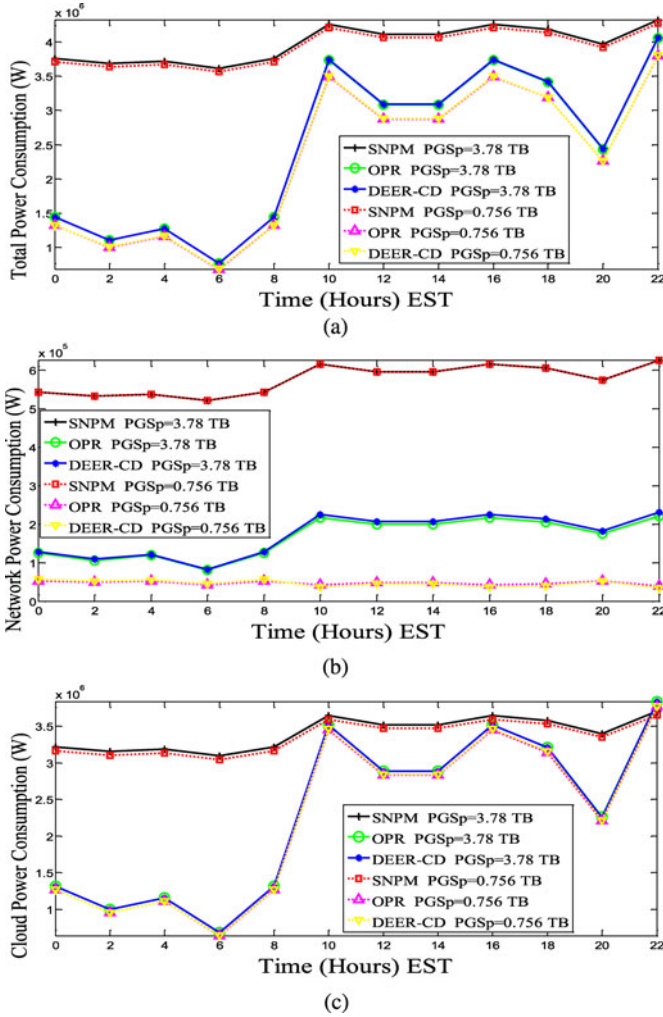 x 10⁶
4
3.5
3
2.5
2
1.5
1
0 2 4 6 8 10 12 14 16 18 20 22
Total Power Consumption (W)
SNPM PGSp=3.78 TB
OPR PGSp=3.78 TB
DEER-CD PGSp=3.78 TB
SNPM PGSp=0.756 TB
OPR PGSp=0.756 TB
DEER-CD PGSp=0.756 TB
Time (Hours) EST
(a)
x 10⁵
6
5
4
3
2
1
0
0 2 4 6 8 10 12 14 16 18 20 22
Network Power Consumption (W)
SNPM PGSp=3.78 TB
OPR PGSp=3.78 TB
DEER-CD PGSp=3.78 TB
SNPM PGSp=0.756 TB
OPR PGSp=0.756 TB
DEER-CD PGSp=0.756 TB
Time (Hours) EST
(b)
x 10⁶
3.5
3
2.5
2
1.5
1
0 2 4 6 8 10 12 14 16 18 20 22
Cloud Power Consumption (W)
SNPM PGSp=3.78 TB
OPR PGSp=3.78 TB
DEER-CD PGSp=3.78 TB
SNPM PGSp=0.756 TB
OPR PGSp=0.756 TB
DEER-CD PGSp=0.756 TB
Time (Hours) EST
(c)